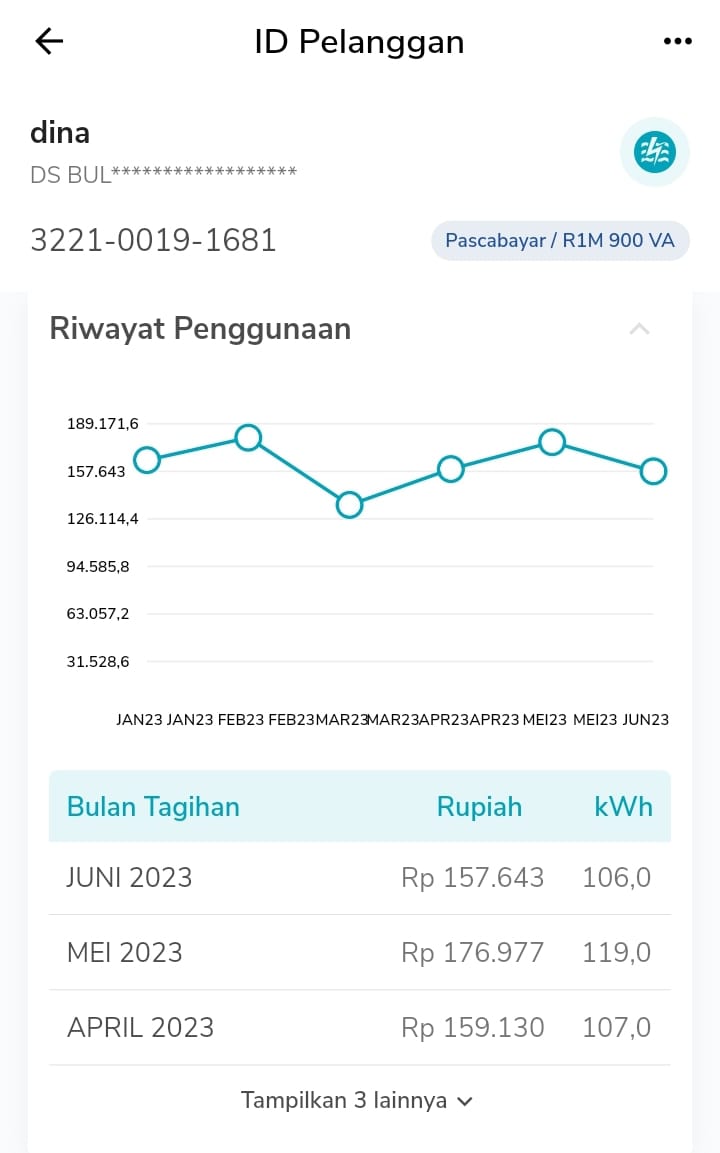 ID Pelanggan
dina
DS BUL******************
3221-0019-1681
Pascabayar / R1M 900 VA
Riwayat Penggunaan
189.171,6
157.643
126.114,4
94.585,8
63.057,2
31.528,6
JAN23 JAN23 FEB23 FEB23 MAR23 MAR23 APR23 APR23 MEI23 MEI23 JUN23
Bulan Tagihan Rupiah kWh
JUNI 2023 Rp 157.643 106,0
MEI 2023 Rp 176.977 119,0
APRIL 2023 Rp 159.130 107,0
Tampilkan 3 lainnya